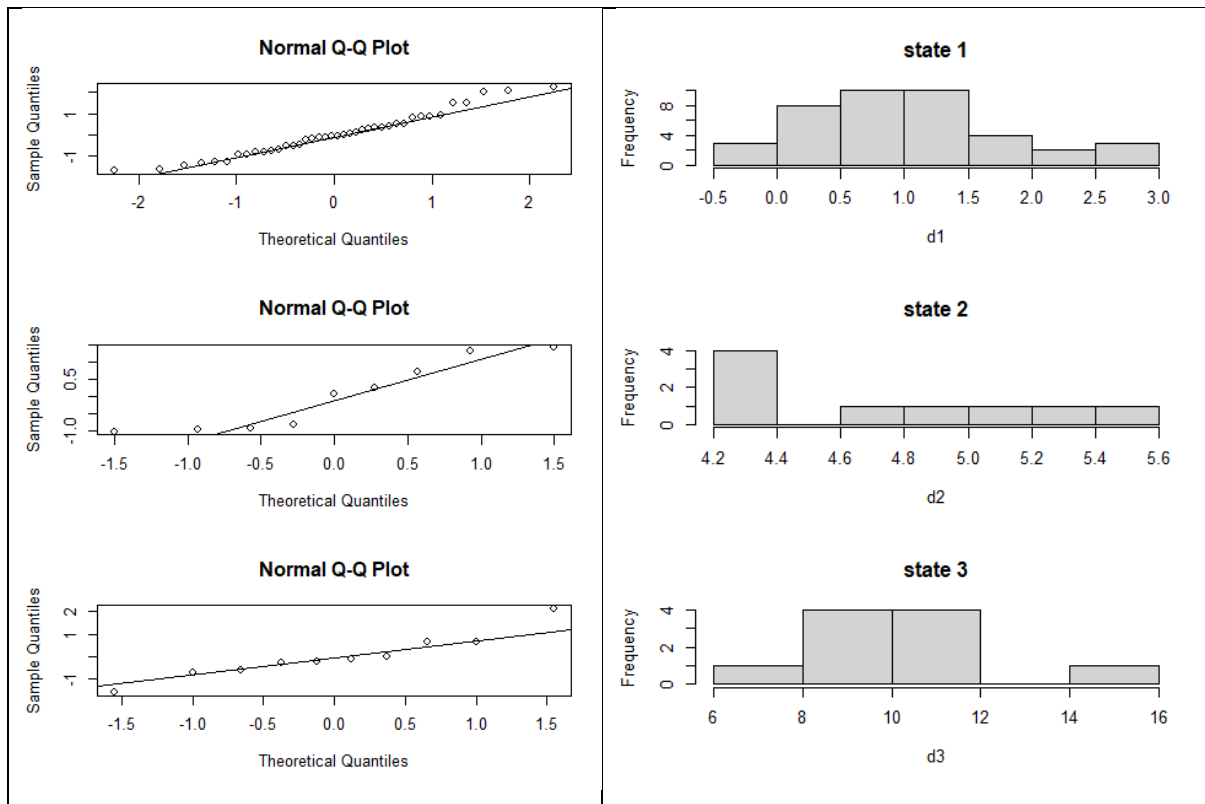 Normal Q-Q Plot
Sample Quantiles
1
-1
-2 -1 0 1 2
Theoretical Quantiles
Normal Q-Q Plot
Sample Quantiles
0.5
-1.0
-1.5 -1.0 -0.5 0.0 0.5 1.0 1.5
Theoretical Quantiles
Normal Q-Q Plot
Sample Quantiles
2
1
-1
-1.5 -1.0 -0.5 0.0 0.5 1.0 1.5
Theoretical Quantiles
state 1
Frequency
8
4
0
-0.5 0.0 0.5 1.0 1.5 2.0 2.5 3.0
d1
state 2
Frequency
4
2
0
4.2 4.4 4.6 4.8 5.0 5.2 5.4 5.6
d2
state 3
Frequency
4
2
0
6 8 10 12 14 16
d3